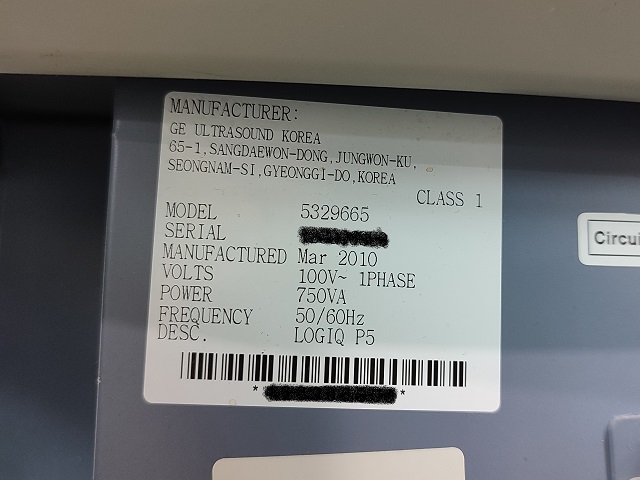 MANUFACTURER:
GE ULTRASOUND KOREA
65-1,SANGDAEWON-DONG,JUNGWON-KU,
SEONGNAM-SI,GYEONGGI-DO,KOREA
CLASS 1
MODEL 5329665
SERIAL
MANUFACTURED Mar 2010
VOLTS 100V~ 1PHASE
POWER 750VA
FREQUENCY 50/60Hz
DESC. LOGIQ P5
* *